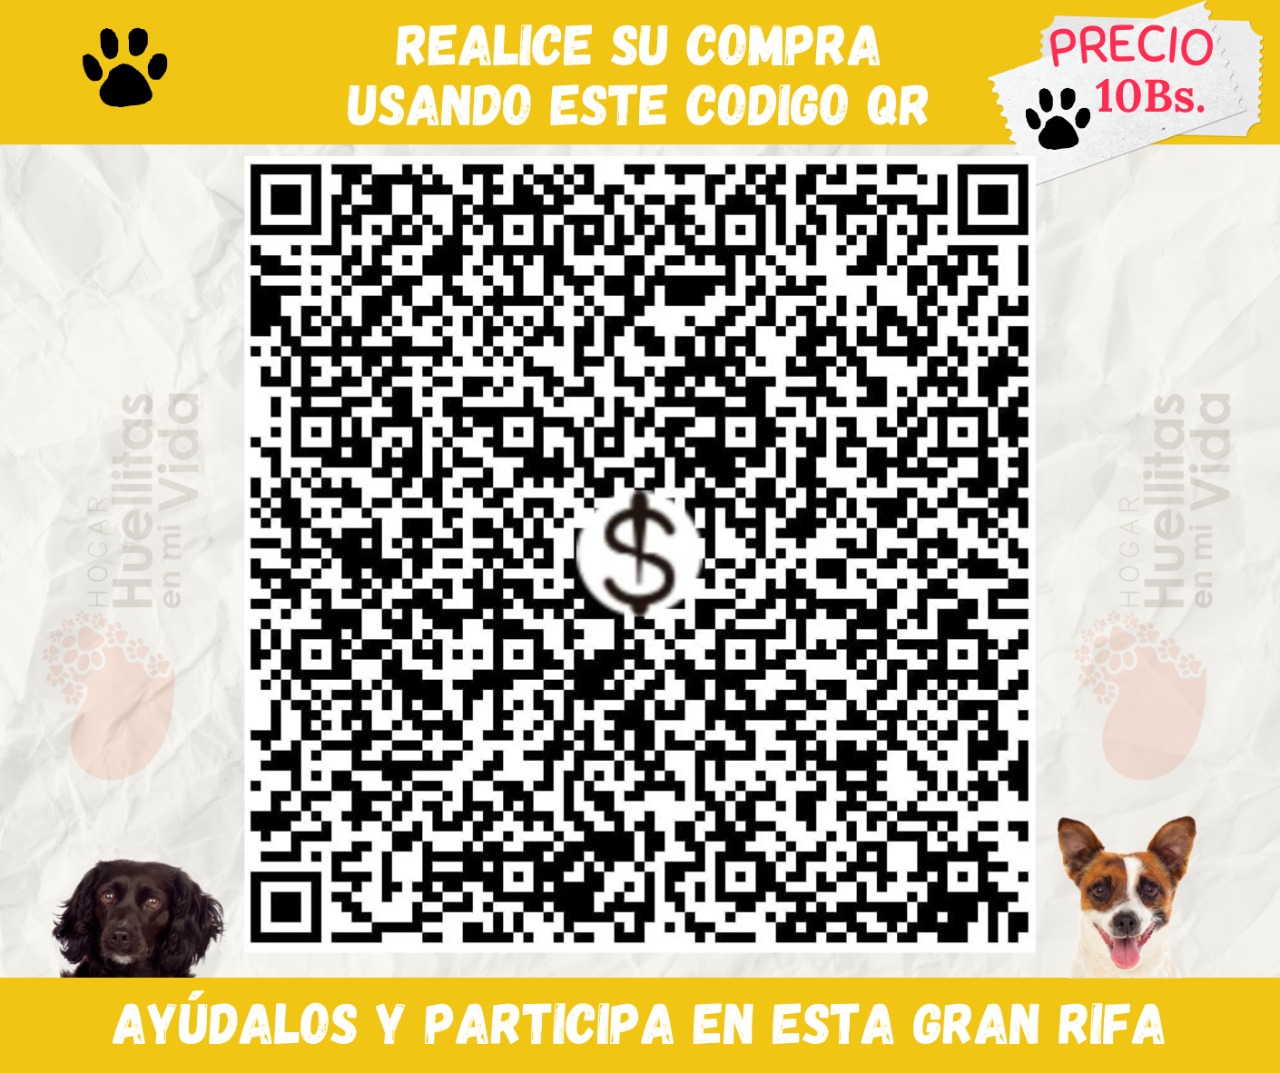 REALICE SU COMPRA
USANDO ESTE CODIGO QR
PRECIO
10Bs.
HOGAR
Huellitas
en mi Vida
HOGAR
Huellitas
en mi Vida
$
AYÚDALOS Y PARTICIPA EN ESTA GRAN RIFA